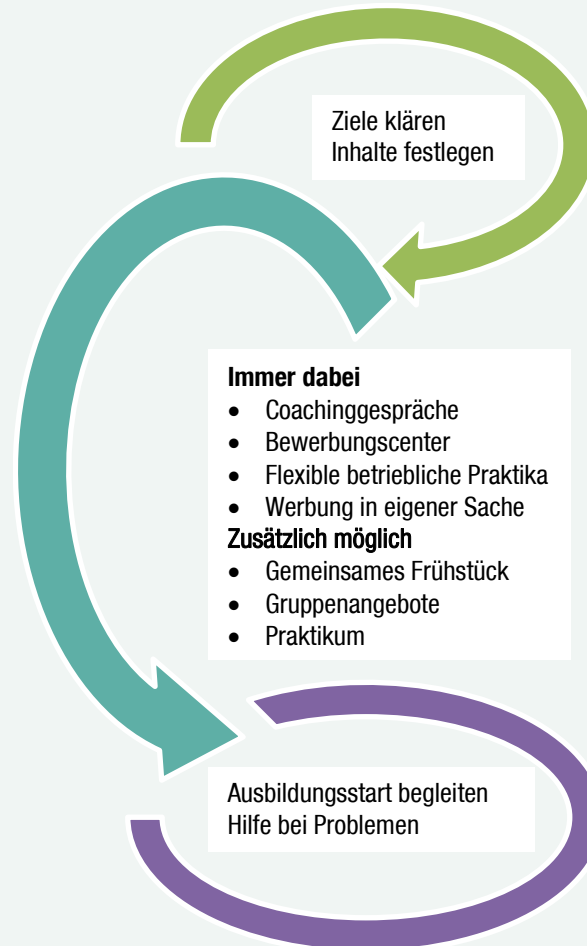 Ziele klären
Inhalte festlegen
Immer dabei
• Coachinggespräche
• Bewerbungscenter
• Flexible betriebliche Praktika
• Werbung in eigener Sache
Zusätzlich möglich
• Gemeinsames Frühstück
• Gruppenangebote
• Praktikum
Ausbildungsstart begleiten
Hilfe bei Problemen